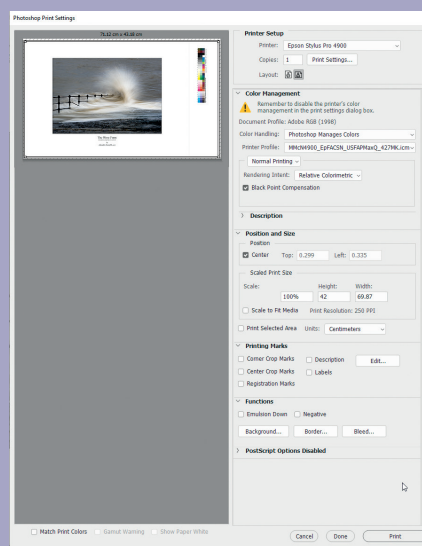 Photoshop Print Settings
71.12 cm x 43.68 cm
Printer Setup
Printer: Epson Stylus Pro 4900
Copies: 1 Print Settings...
Layout:
Color Management
Remember to disable the printer's color
management in the print settings dialog box.
Document Profile: Adobe RGB (1998)
Color Handling: Photoshop Manages Colors
Printer Profile: MMcN4900_EpFACSN_USFAPMaxQ_427MK.icm
Normal Printing
Rendering Intent: Relative Colorimetric
Black Point Compensation
Description
Position and Size
Position
Center Top: 0.299 Left: 0.335
Scaled Print Size
Scale: Height: Width:
100% 42 69.87
Scale to Fit Media Print Resolution: 250 PPI
Print Selected Area Units: Centimeters
Printing Marks
Corner Crop Marks Description Edit...
Center Crop Marks Labels
Registration Marks
Functions
Emulsion Down Negative
Background... Border... Bleed...
PostScript Options Disabled
Match Print Colors Gamut Warning Show Paper White
Cancel Done Print